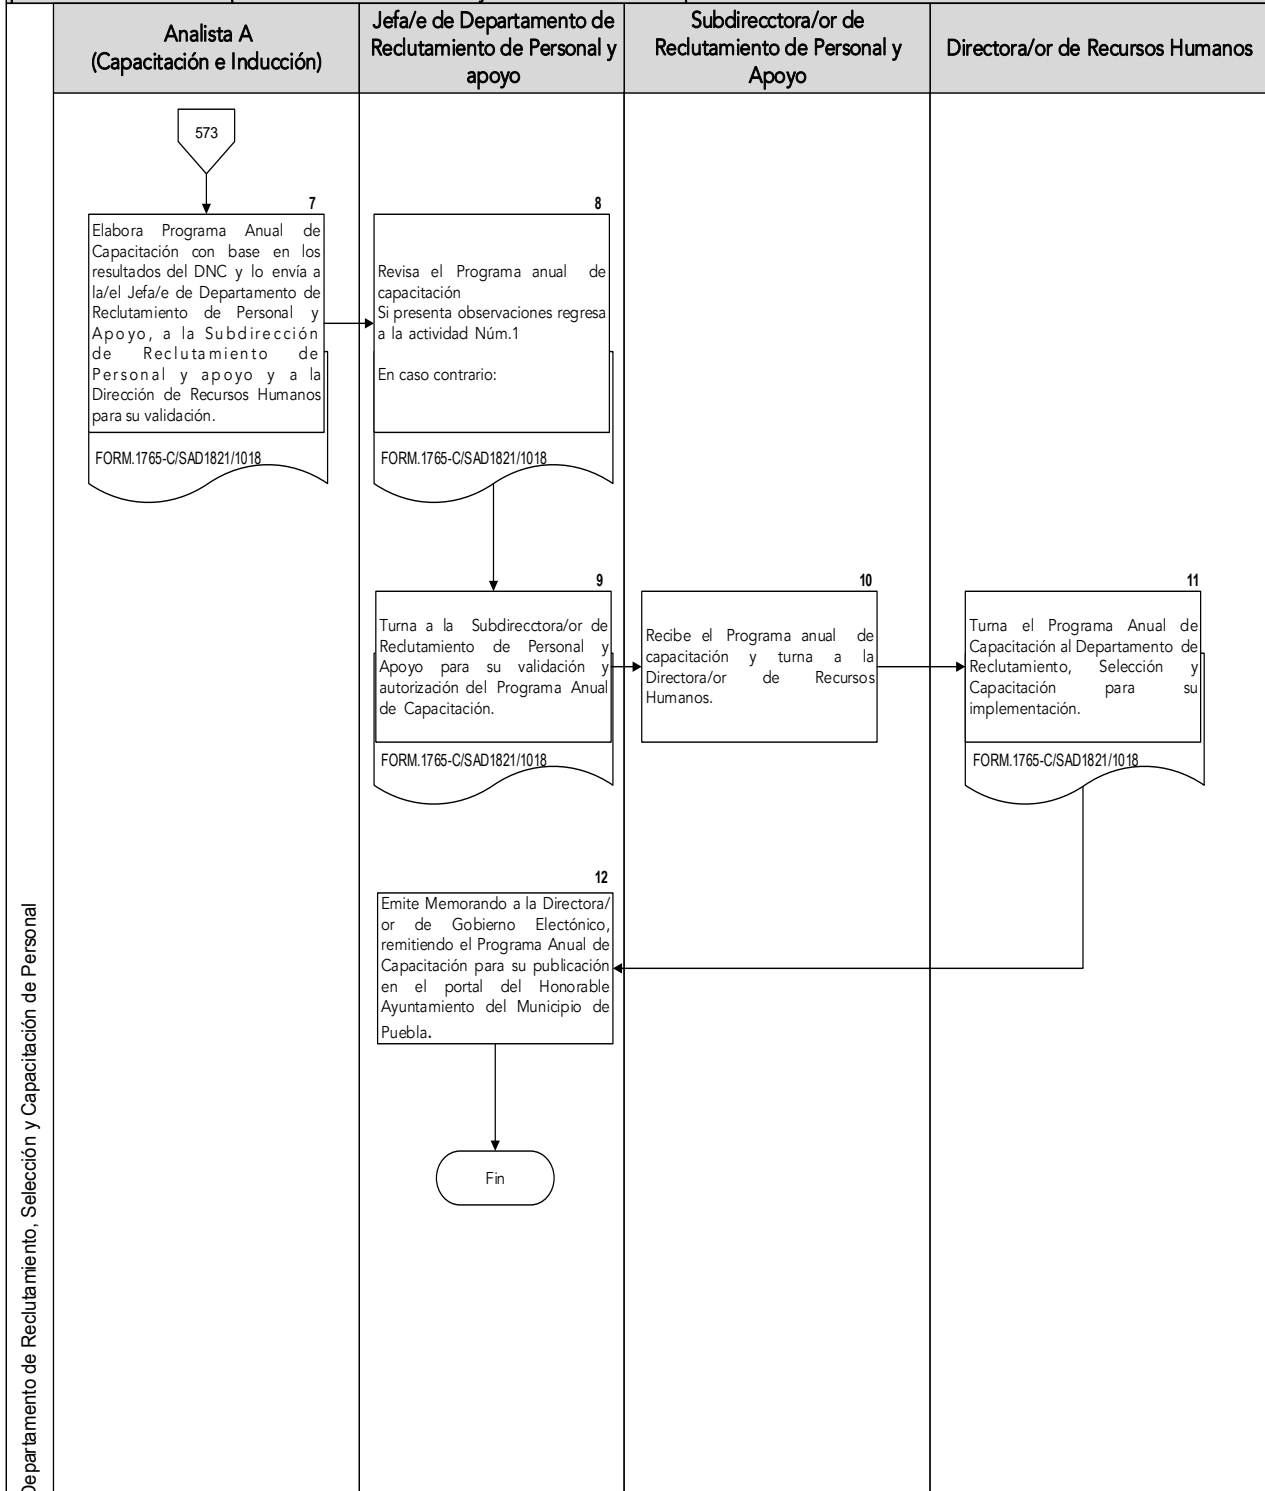 Analista A
(Capacitación e Inducción)
Jefa/e de Departamento de
Reclutamiento de Personal y
apoyo
Subdirecctora/or de
Reclutamiento de Personal y
Apoyo
Directora/or de Recursos Humanos
573
7
Elabora Programa Anual de
Capacitación con base en los
resultados del DNC y lo envía a
la/el Jefa/e de Departamento de
Reclutamiento de Personal y
Apoyo, a la Subdirección
de Reclutamiento de
Personal y apoyo y a la
Dirección de Recursos Humanos
para su validación.
FORM.1765-C/SAD1821/1018
8
Revisa el Programa anual de
capacitación
Si presenta observaciones regresa
a la actividad Núm.1
En caso contrario:
FORM.1765-C/SAD1821/1018
9
Turna a la Subdirecctora/or de
Reclutamiento de Personal y
Apoyo para su validación y
autorización del Programa Anual
de Capacitación.
FORM.1765-C/SAD1821/1018
10
Recibe el Programa anual de
capacitación y turna a la
Directora/or de Recursos
Humanos.
11
Turna el Programa Anual de
Capacitación al Departamento de
Reclutamiento, Selección y
Capacitación para su
implementación.
FORM.1765-C/SAD1821/1018
12
Emite Memorando a la Directora/
or de Gobierno Electónico,
remitiendo el Programa Anual de
Capacitación para su publicación
en el portal del Honorable
Ayuntamiento del Municipio de
Puebla.
Fin
Departamento de Reclutamiento, Selección y Capacitación de Personal